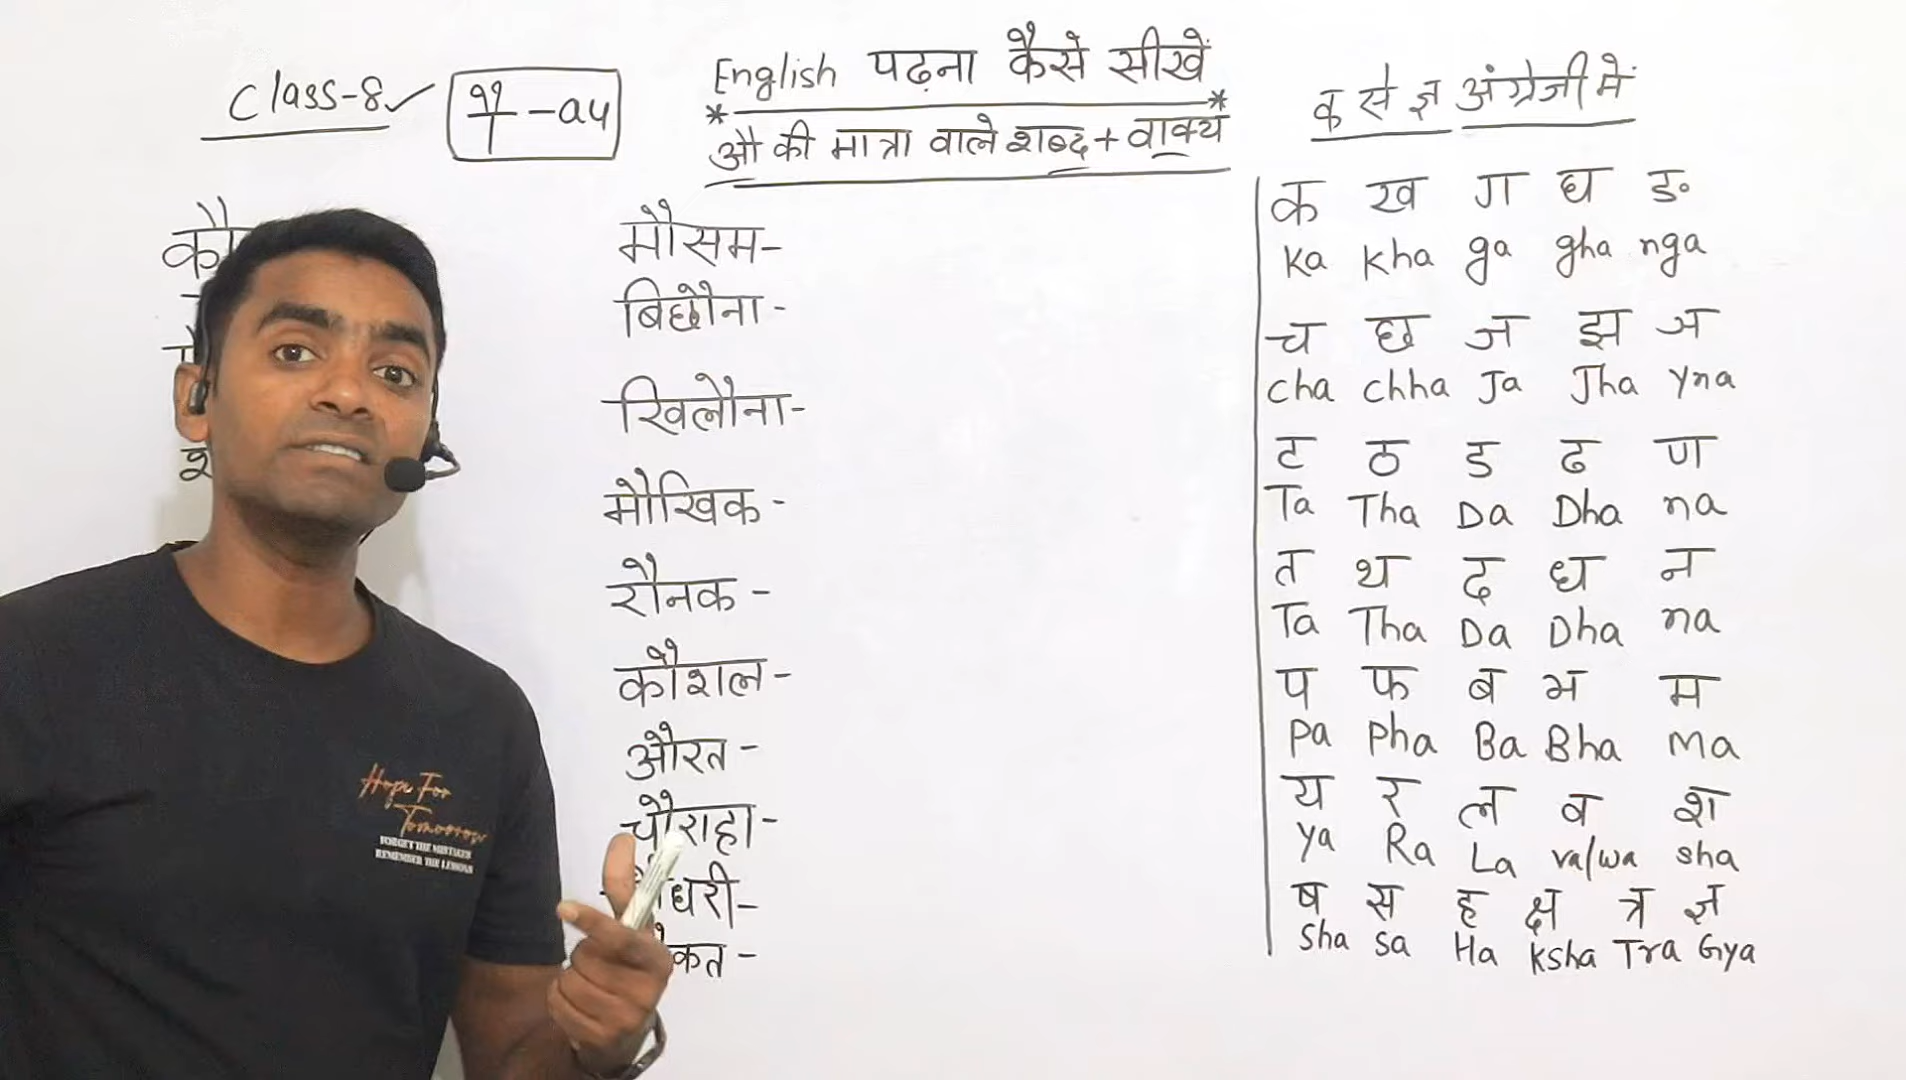 Class-8 ✓
औ/ ौ - au
English पढ़ना कैसे सीखें
औ की मात्रा वाले शब्द + वाक्य
क से ज्ञ अंग्रेजी में
मौसम -
बिछौना -
खिलौना -
मौखिक -
रौनक -
कौशल -
औरत -
चौराहा -
क ख ग घ ङ
Ka Kha ga gha nga
च छ ज झ ञ
cha chha Ja Jha yna
ट ठ ड ढ ण
Ta Tha Da Dha na
त थ द ध न
Ta Tha Da Dha na
प फ ब भ म
Pa Pha Ba Bha Ma
य र ल व श
Ya Ra La va/wa sha
ष स ह क्ष त्र ज्ञ
sha sa Ha Ksha Tra Gya
Hope For
Tomorrow
FORGET THE MISTAKES
REMEMBER THE LESSONS